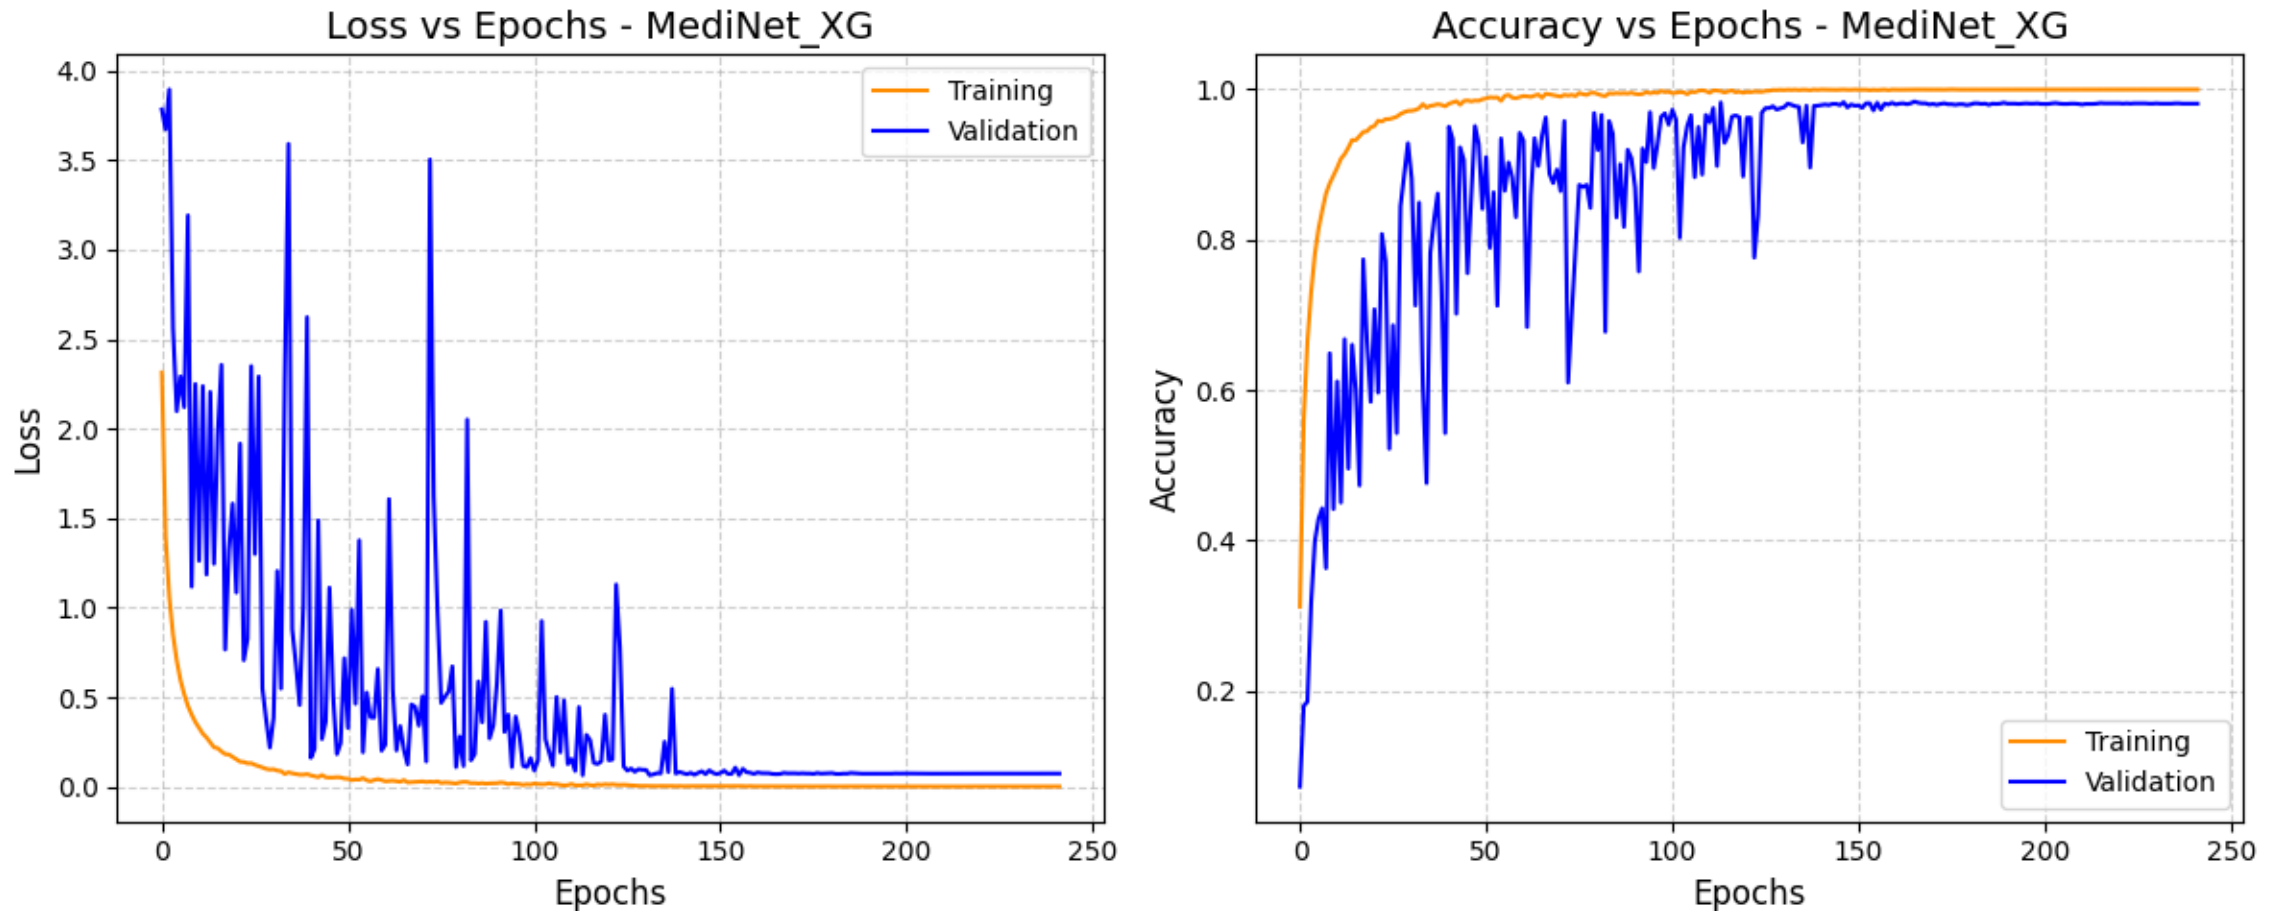 Loss vs Epochs - MediNet_XG
4.0
3.5
3.0
2.5
2.0
1.5
1.0
0.5
0.0
Loss
Training
Validation
0 50 100 150 200 250
Epochs
Accuracy vs Epochs - MediNet_XG
1.0
0.8
0.6
0.4
0.2
Accuracy
Training
Validation
0 50 100 150 200 250
Epochs